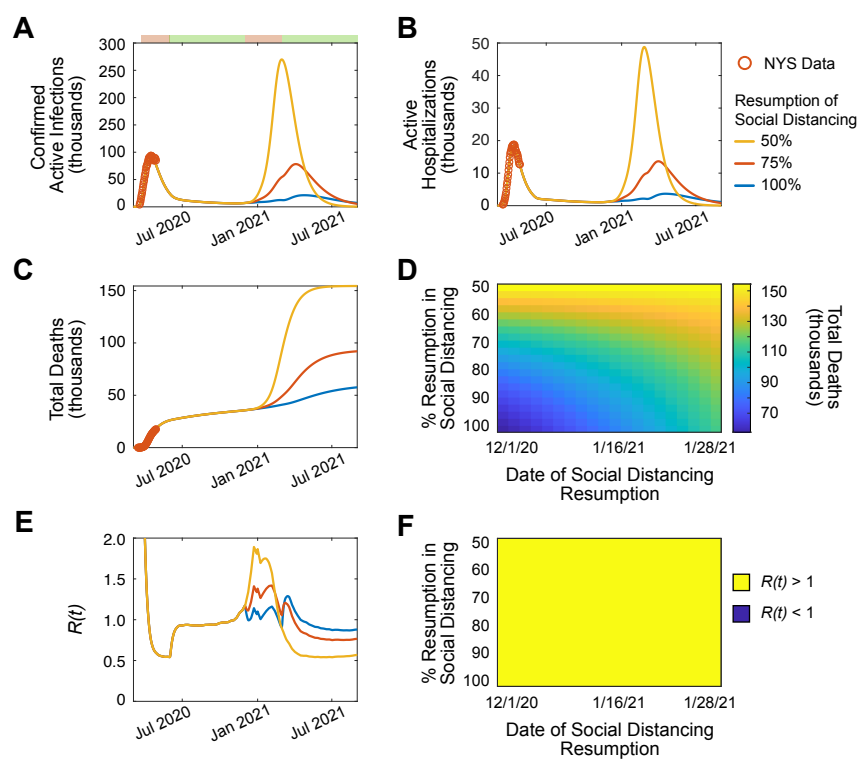 A
300
250
200
150
100
50
0
Confirmed
Active Infections
(thousands)
Jul 2020
Jan 2021
Jul 2021
B
50
40
30
20
10
0
Active
Hospitalizations
(thousands)
Jul 2020
Jan 2021
Jul 2021
NYS Data
Resumption of
Social Distancing
50%
75%
100%
C
150
100
50
0
Total Deaths
(thousands)
Jul 2020
Jan 2021
Jul 2021
D
50
60
70
80
90
100
% Resumption in
Social Distancing
12/1/20
1/16/21
1/28/21
Date of Social Distancing
Resumption
150
130
110
90
70
Total Deaths
(thousands)
E
2.0
1.5
1.0
0.5
0
R(t)
Jul 2020
Jan 2021
Jul 2021
F
50
60
70
80
90
100
% Resumption in
Social Distancing
12/1/20
1/16/21
1/28/21
Date of Social Distancing
Resumption
R(t) > 1
R(t) < 1